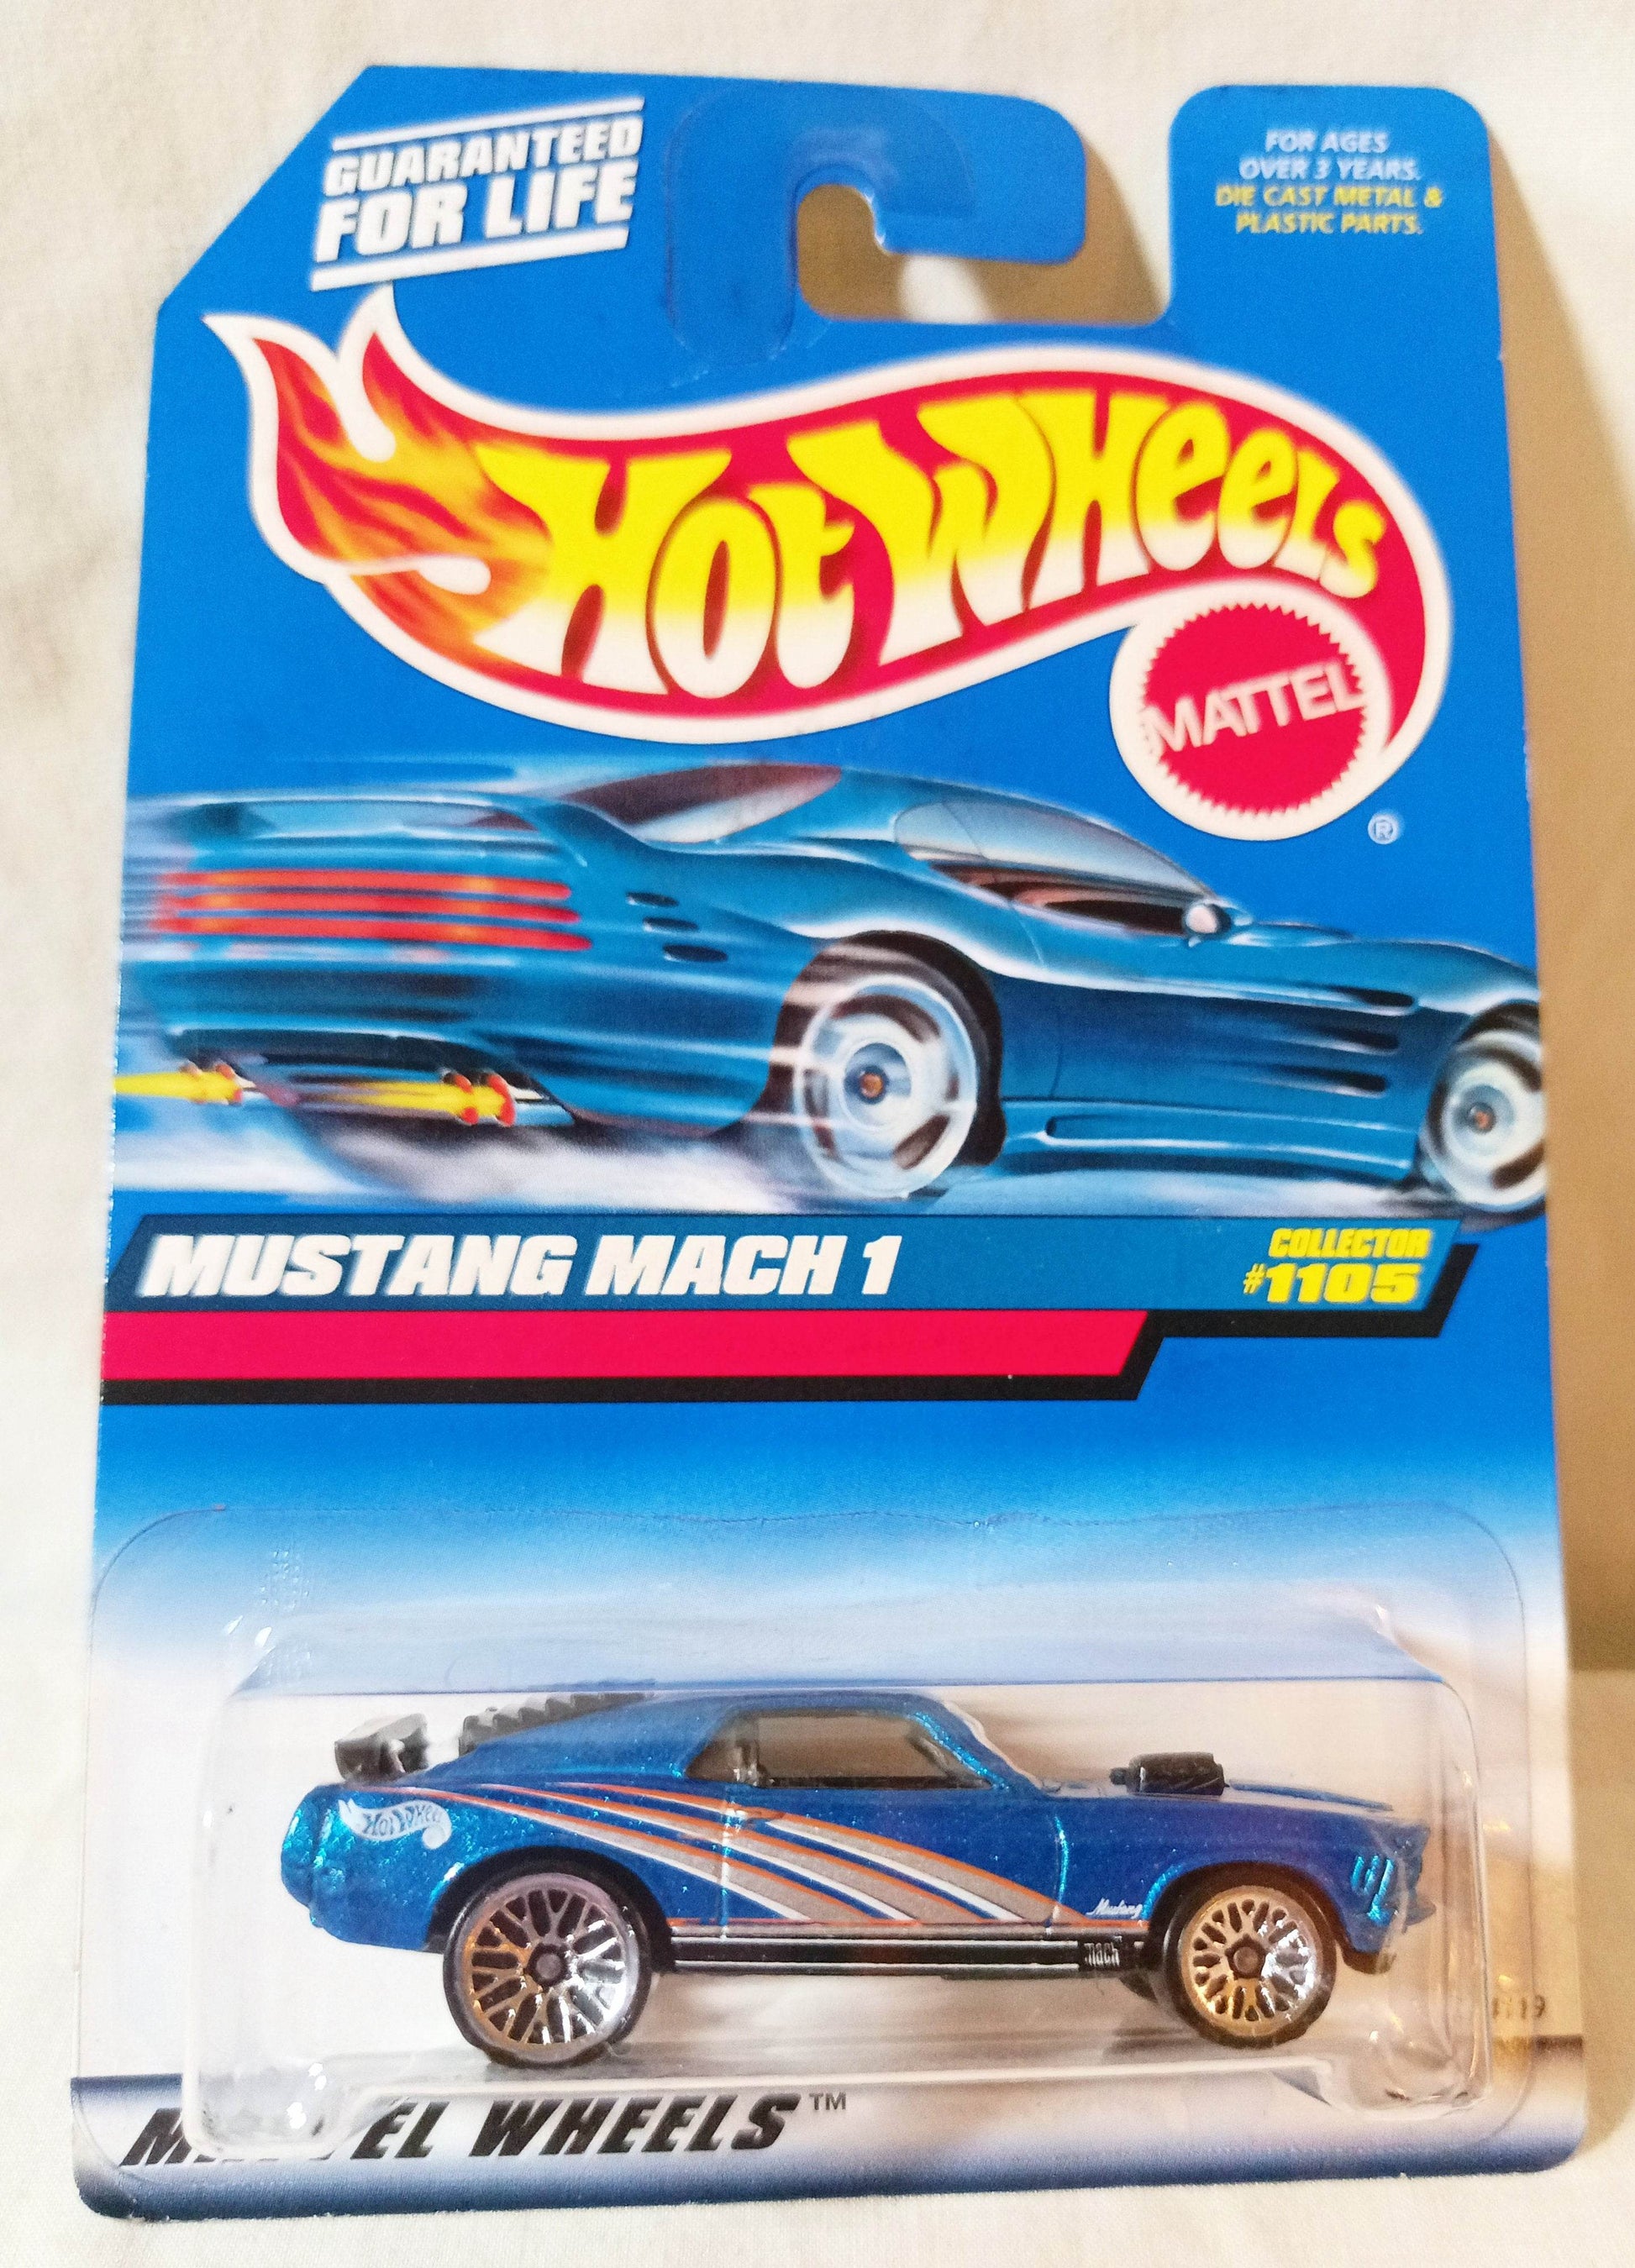 GUARANTEED
FOR LIFE
FOR AGES
OVER 3 YEARS.
DIE CAST METAL &
PLASTIC PARTS.
HOT WHEELS
MATTEL
®
MUSTANG MACH 1
COLLECTOR
#1105
HOT WHEELS
Mustang
mach
WHEELS™